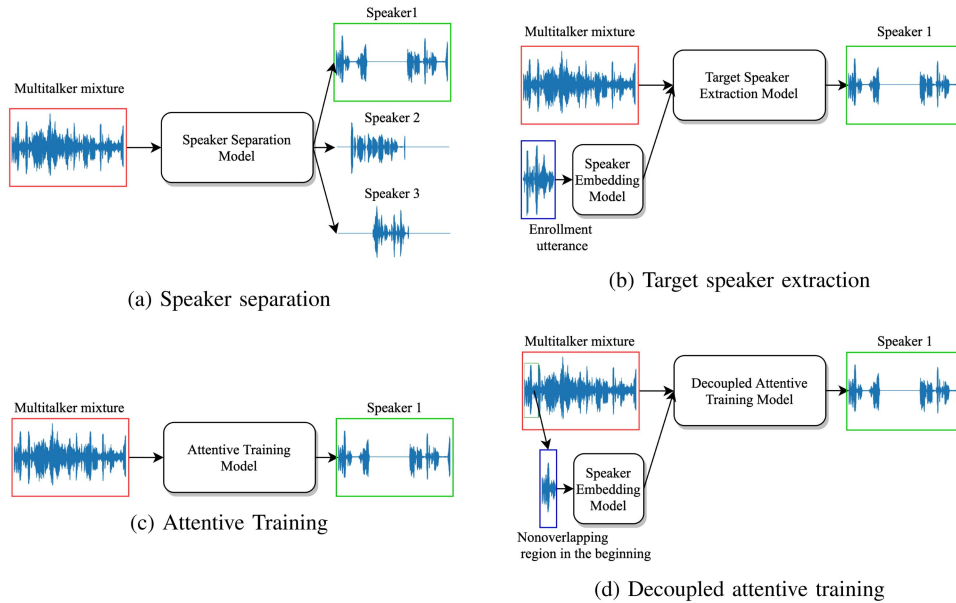 Speaker1
Multitalker mixture
Speaker Separation
Model
Speaker 2
Speaker 3
(a) Speaker separation
Multitalker mixture
Speaker 1
Target Speaker
Extraction Model
Speaker
Embedding
Model
Enrollment
utterance
(b) Target speaker extraction
Multitalker mixture
Speaker 1
Attentive Training
Model
(c) Attentive Training
Multitalker mixture
Speaker 1
Decoupled Attentive
Training Model
Speaker
Embedding
Model
Nonoverlapping
region in the beginning
(d) Decoupled attentive training